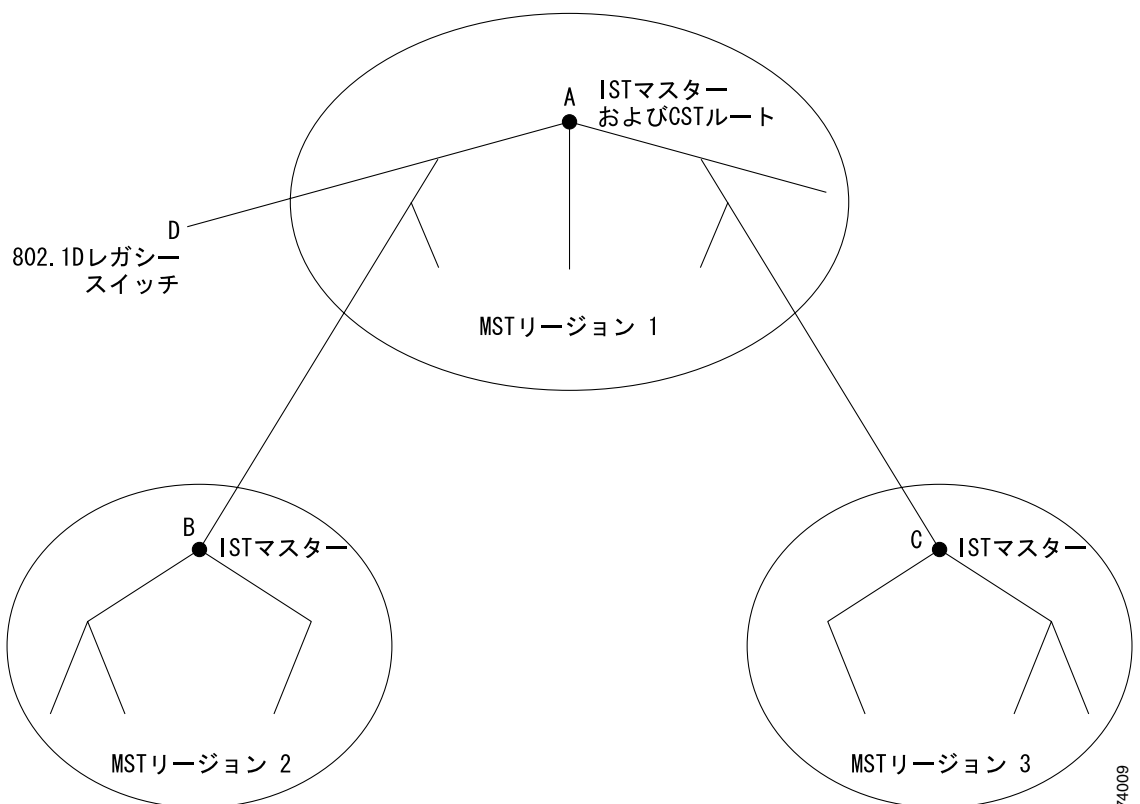 A
ISTマスター
およびCSTルート
D
802.1Dレガシー
スイッチ
MSTリージョン 1
B
ISTマスター
C
ISTマスター
MSTリージョン 2
MSTリージョン 3
74009